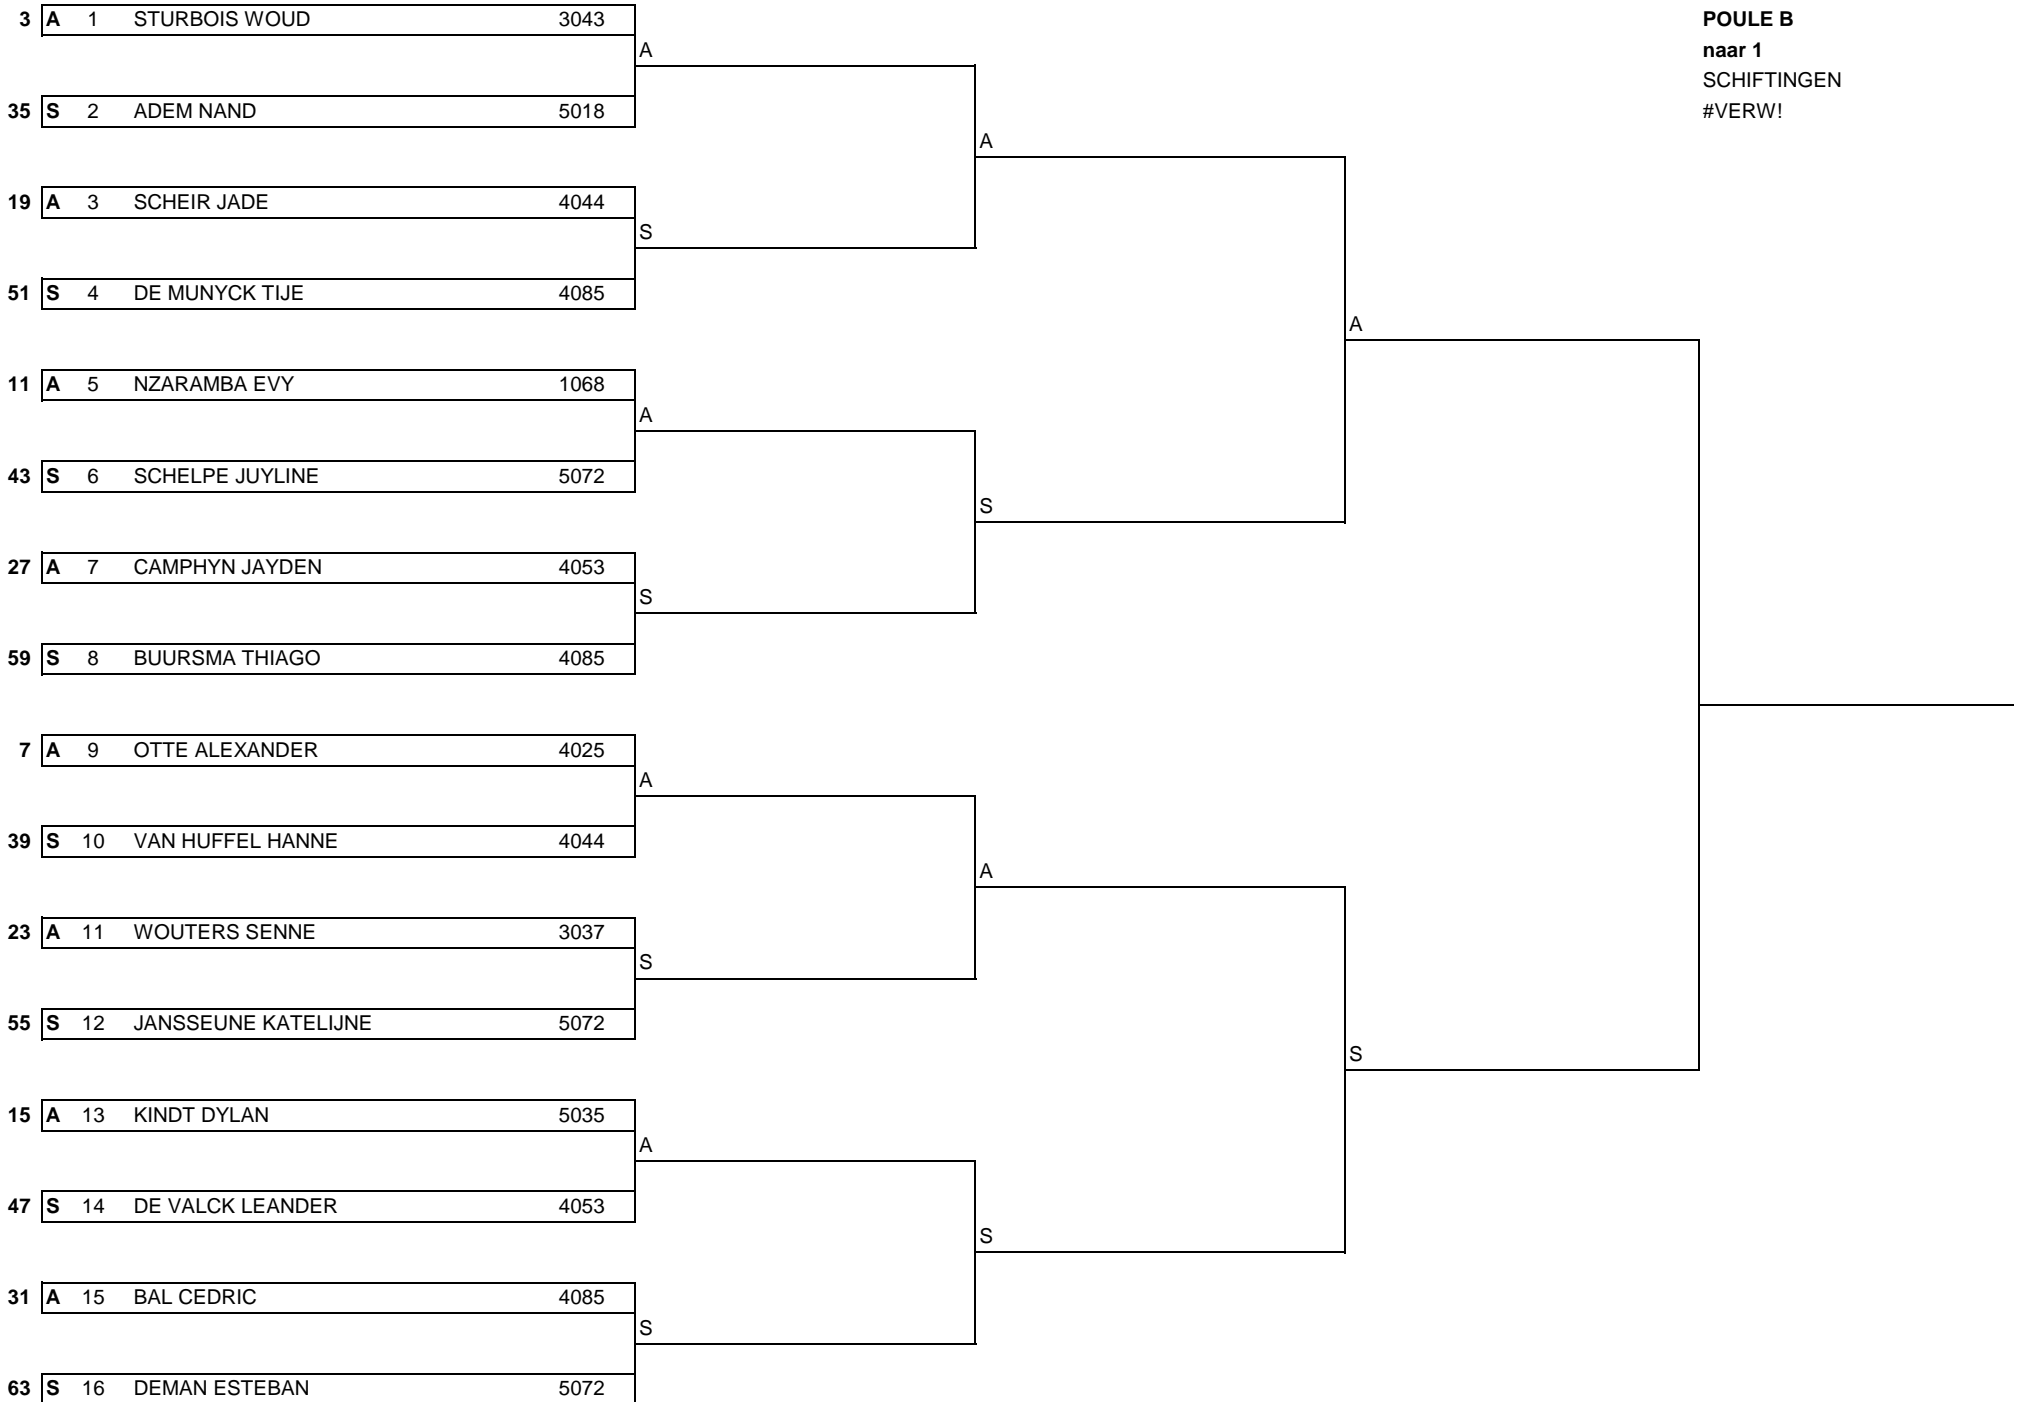 3 A 1 STURBOIS WOUD 3043
POULE B
A
naar 1
SCHIFTINGEN
35 S 2 ADEM NAND 5018
#VERW!
A
19 A 3 SCHEIR JADE 4044
S
51 S 4 DE MUNYCK TIJE 4085
A
11 A 5 NZARAMBA EVY 1068
A
43 S 6 SCHELPE JUYLINE 5072
S
27 A 7 CAMPHYN JAYDEN 4053
S
59 S 8 BUURSMA THIAGO 4085
7 A 9 OTTE ALEXANDER 4025
A
39 S 10 VAN HUFFEL HANNE 4044
A
23 A 11 WOUTERS SENNE 3037
S
55 S 12 JANSSEUNE KATELIJNE 5072
S
15 A 13 KINDT DYLAN 5035
A
47 S 14 DE VALCK LEANDER 4053
S
31 A 15 BAL CEDRIC 4085
S
63 S 16 DEMAN ESTEBAN 5072